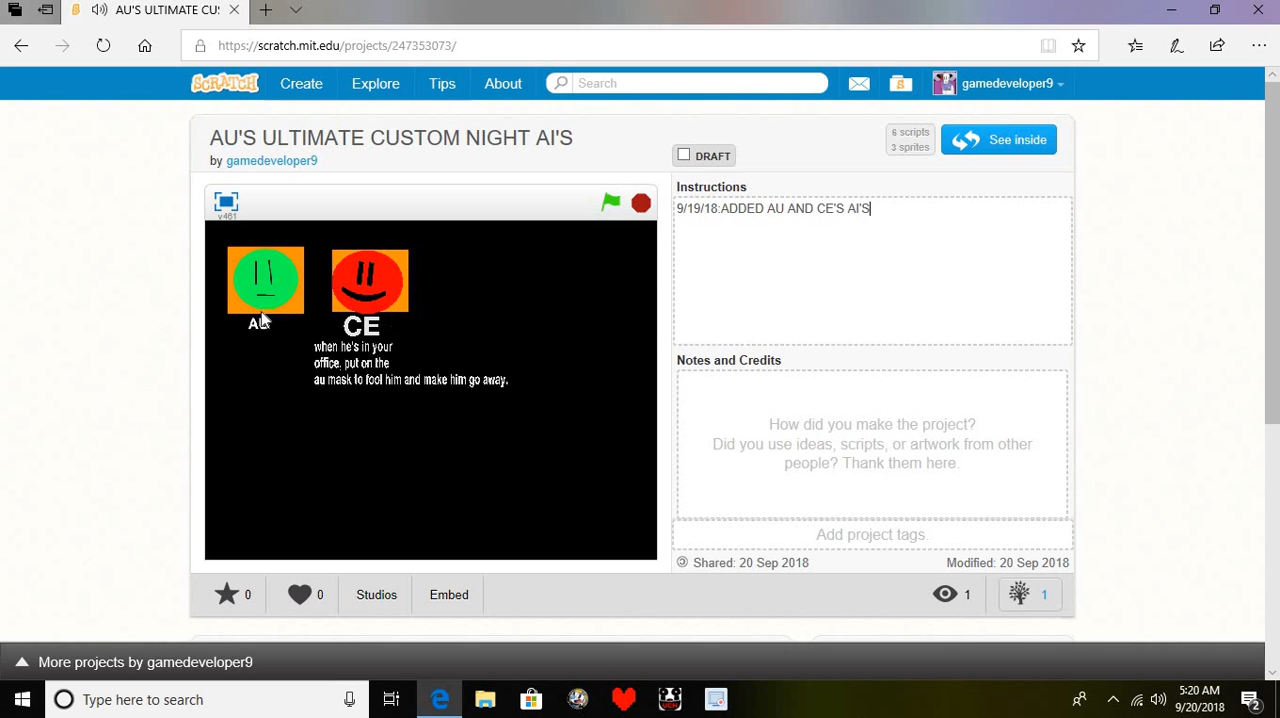 AU'S ULTIMATE CUS
https://scratch.mit.edu/projects/247353073/
SCRATCH
Create
Explore
Tips
About
Search
gamedeveloper9
AU'S ULTIMATE CUSTOM NIGHT AI'S
by gamedeveloper9
DRAFT
6 scripts
3 sprites
See inside
v461
Instructions
9/19/18:ADDED AU AND CE'S AI'S
CE
when he's in your
office, put on the
au mask to fool him and make him go away.
Notes and Credits
How did you make the project?
Did you use ideas, scripts, or artwork from other
people? Thank them here.
Add project tags.
Shared: 20 Sep 2018
Modified: 20 Sep 2018
0
0
Studios
Embed
1
1
More projects by gamedeveloper9
Type here to search
UCN
5:20 AM
9/20/2018
2